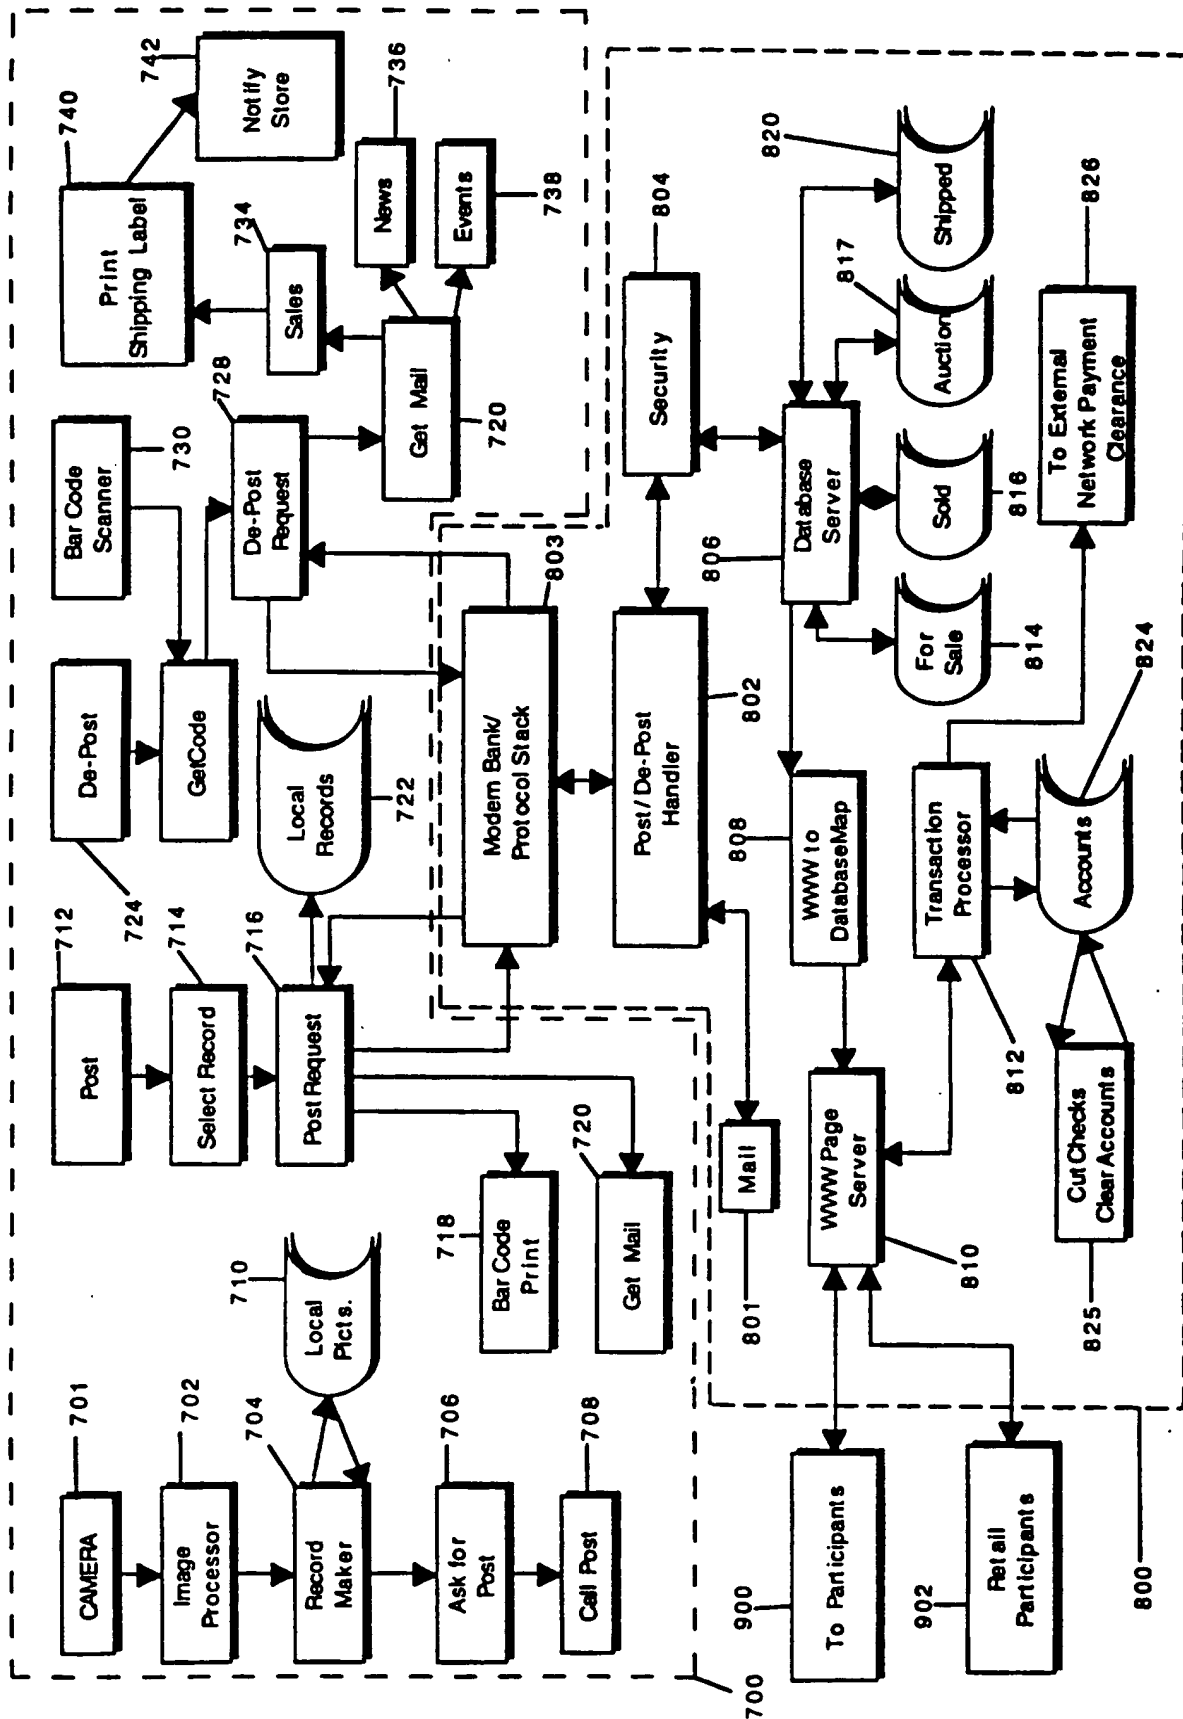 CAMERA
701
Image
Processor
702
Record
Maker
704
Local
Picts.
710
Ask for
Post
706
Call Post
708
Post
712
Select Record
714
Post Request
716
Local
Records
722
Bar Code
Print
718
Get Mail
720
De-Post
724
GetCode
Bar Code
Scanner
730
De-Post
Request
728
Get Mail
720
Sales
734
Print
Shipping Label
740
Notify
Store
742
News
736
Events
738
700
Modem Bank/
Protocol Stack
803
Post/De-Post
Handler
802
Mail
801
Security
804
Database
Server
806
For
Sale
814
Sold
816
Auction
817
Shipped
820
WWW to
DatabaseMap
808
WWW Page
Server
810
Transaction
Processor
812
Accounts
824
Cut Checks
Clear Accounts
825
To External
Network Payment
Clearance
826
To Participants
900
Retail
Participants
902
800